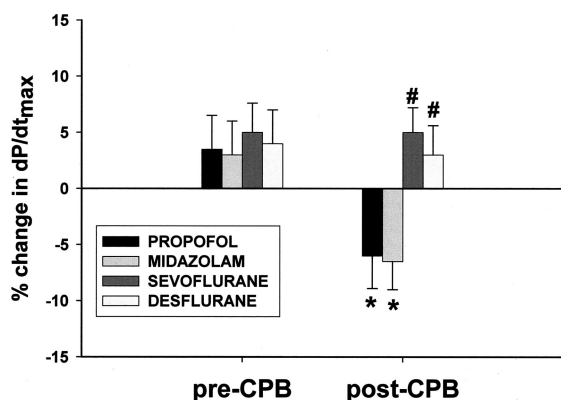 % change in dP/dtmax
15
10
5
0
-5
-10
-15
# #
* *
PROPOFOL
MIDAZOLAM
SEVOFLURANE
DESFLURANE
pre-CPB post-CPB